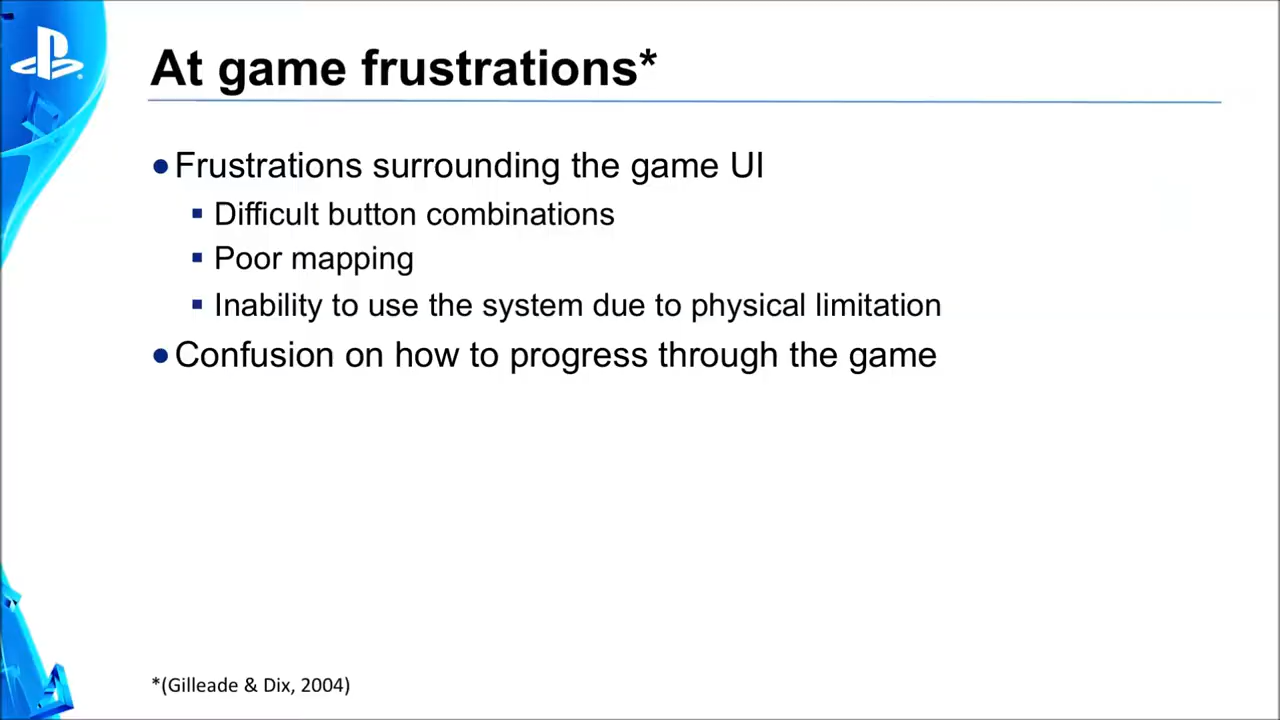 At game frustrations*
●Frustrations surrounding the game UI
▪ Difficult button combinations
▪ Poor mapping
▪ Inability to use the system due to physical limitation
●Confusion on how to progress through the game
*(Gilleade & Dix, 2004)